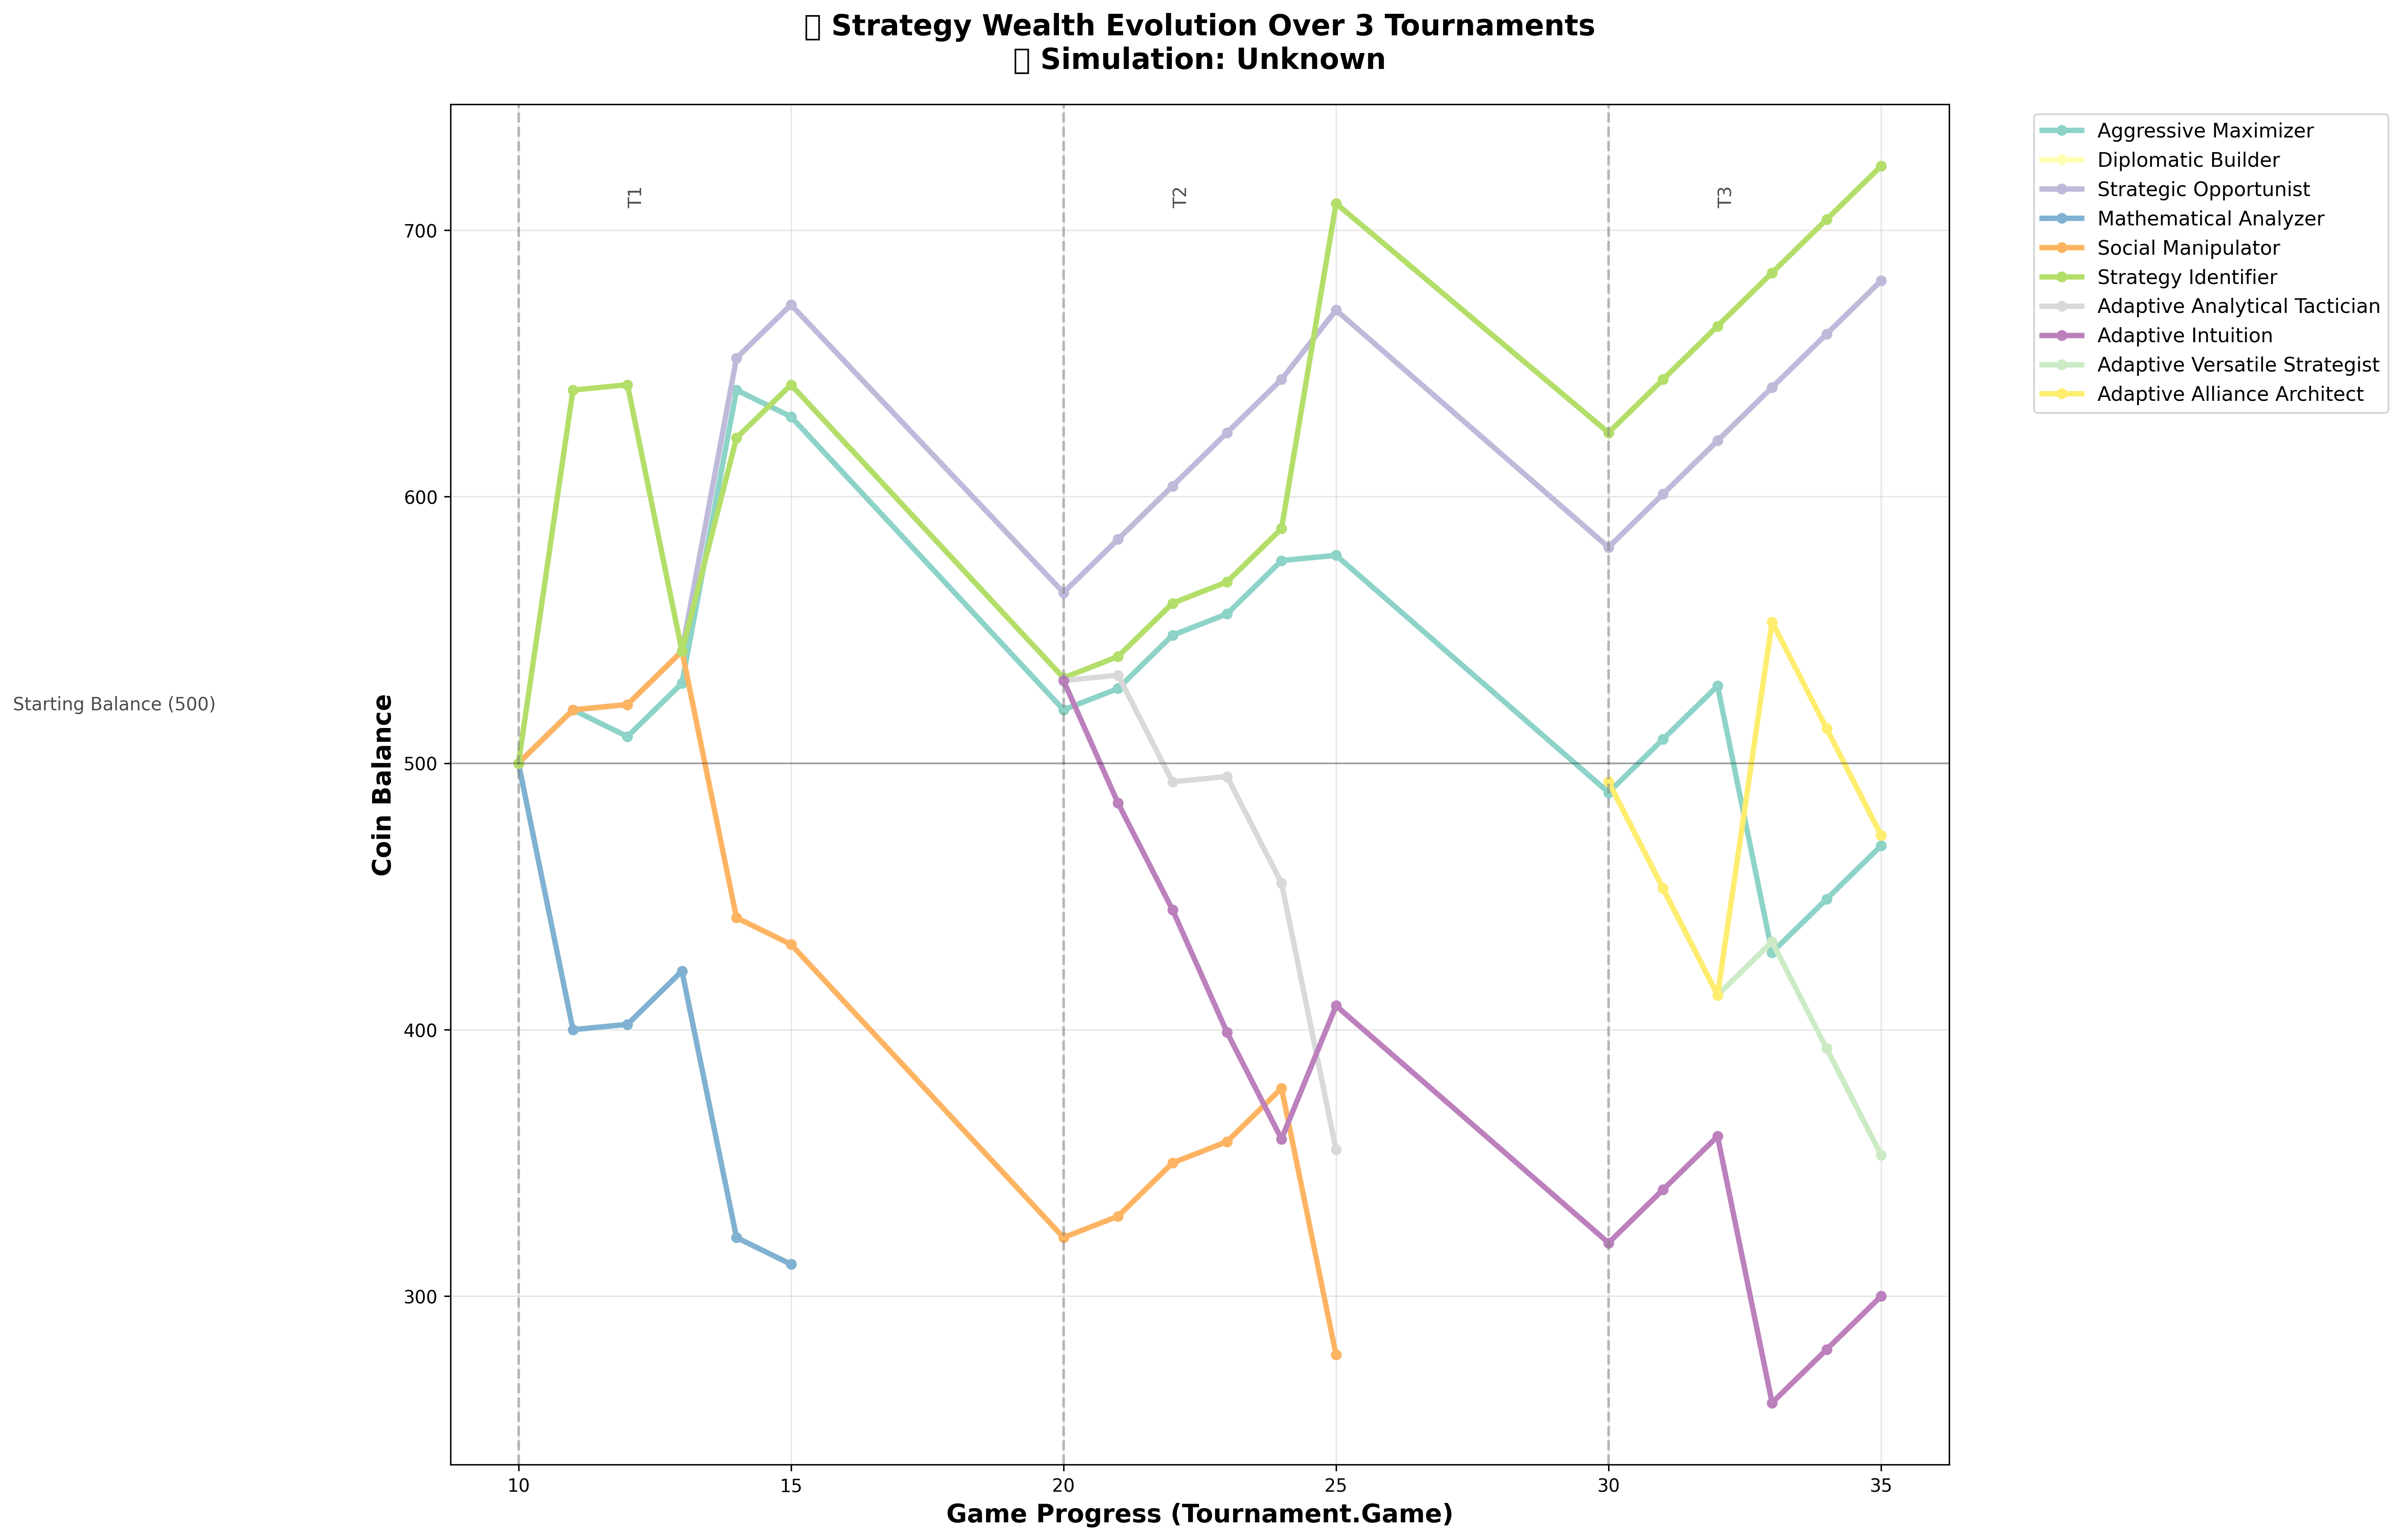 Strategy Wealth Evolution Over 3 Tournaments
Simulation: Unknown
T1
T2
T3
700
600
500
400
300
Starting Balance (500)
Coin Balance
10
15
20
25
30
35
Game Progress (Tournament.Game)
Aggressive Maximizer
Diplomatic Builder
Strategic Opportunist
Mathematical Analyzer
Social Manipulator
Strategy Identifier
Adaptive Analytical Tactician
Adaptive Intuition
Adaptive Versatile Strategist
Adaptive Alliance Architect